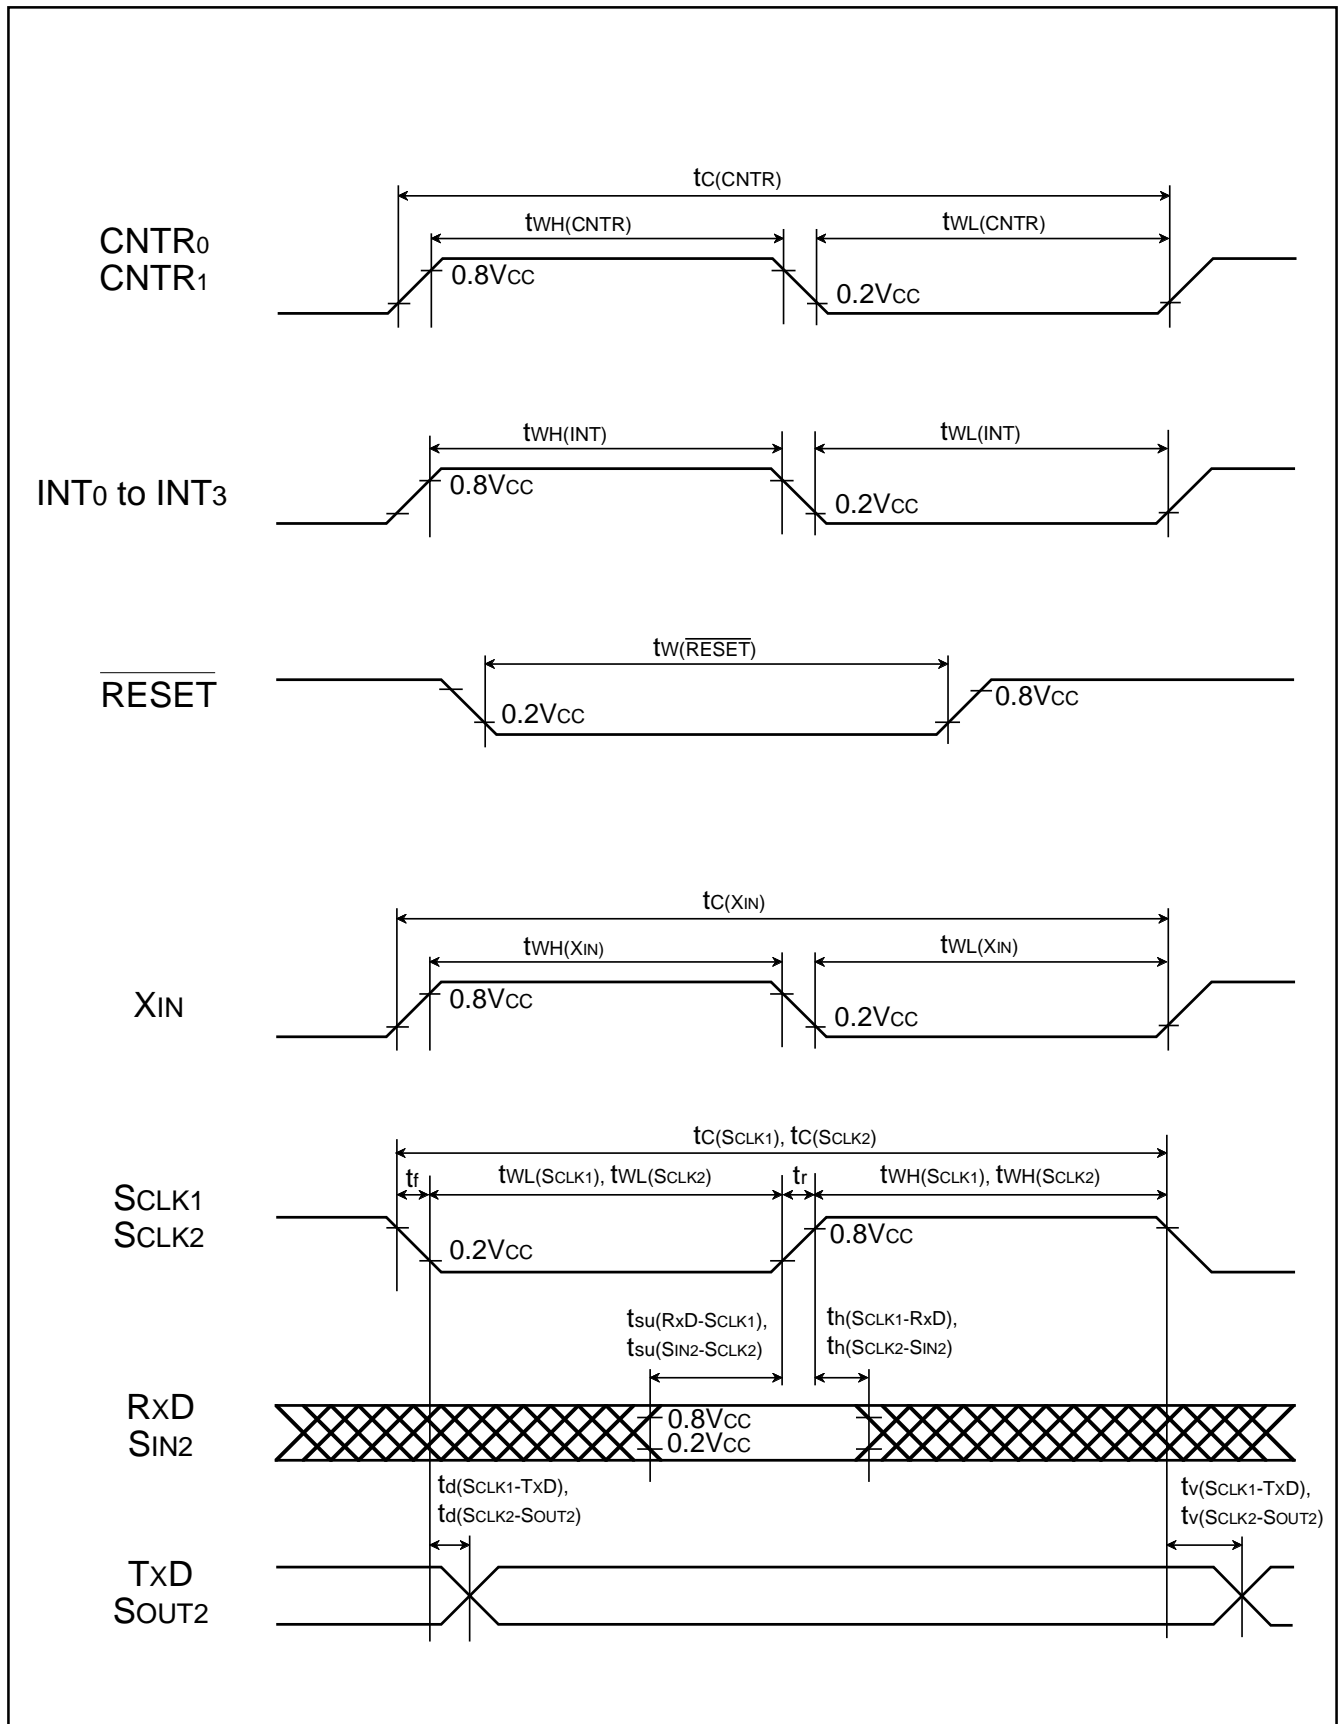 tC(CNTR)
tWH(CNTR) tWL(CNTR)
CNTR0
CNTR1
0.8VCC
0.2VCC
tWH(INT) tWL(INT)
INT0 to INT3
0.8VCC
0.2VCC
tW(RESET)
RESET
0.2VCC
0.8VCC
tC(XIN)
tWH(XIN) tWL(XIN)
XIN
0.8VCC
0.2VCC
tC(SCLK1), tC(SCLK2)
tf tWL(SCLK1), tWL(SCLK2) tr tWH(SCLK1), tWH(SCLK2)
SCLK1
SCLK2
0.2VCC
0.8VCC
tsu(RXD-SCLK1),
tsu(SIN2-SCLK2)
th(SCLK1-RXD),
th(SCLK2-SIN2)
RXD
SIN2
0.8VCC
0.2VCC
td(SCLK1-TXD),
td(SCLK2-SOUT2)
tv(SCLK1-TXD),
tv(SCLK2-SOUT2)
TXD
SOUT2